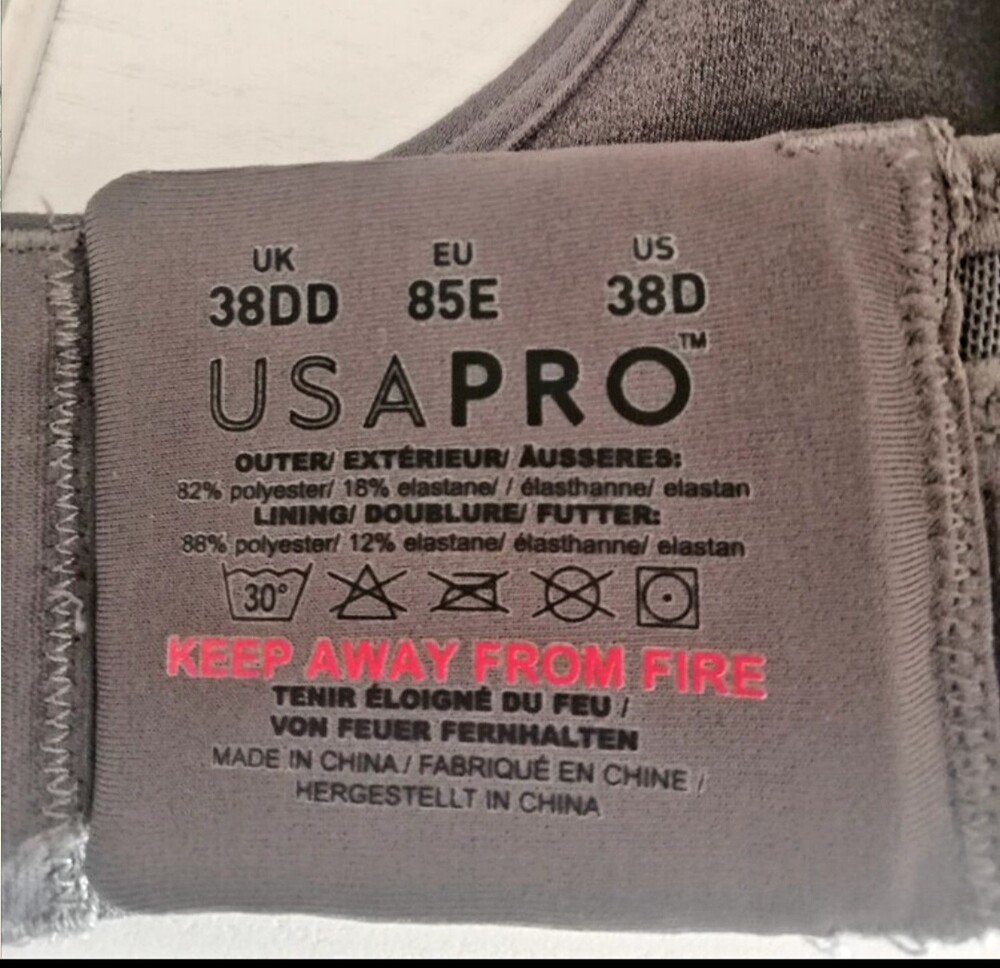 UK EU US
38DD 85E 38D
USAPRO™
OUTER/ EXTÉRIEUR/ ÄUSSERES:
82% polyester/ 18% elastane/ / élasthanne/ elastan
LINING/ DOUBLURE/ FUTTER:
88% polyester/ 12% elastane/ élasthanne/ elastan
30°
KEEP AWAY FROM FIRE
TENIR ÉLOIGNÉ DU FEU /
VON FEUER FERNHALTEN
MADE IN CHINA / FABRIQUÉ EN CHINE /
HERGESTELLT IN CHINA